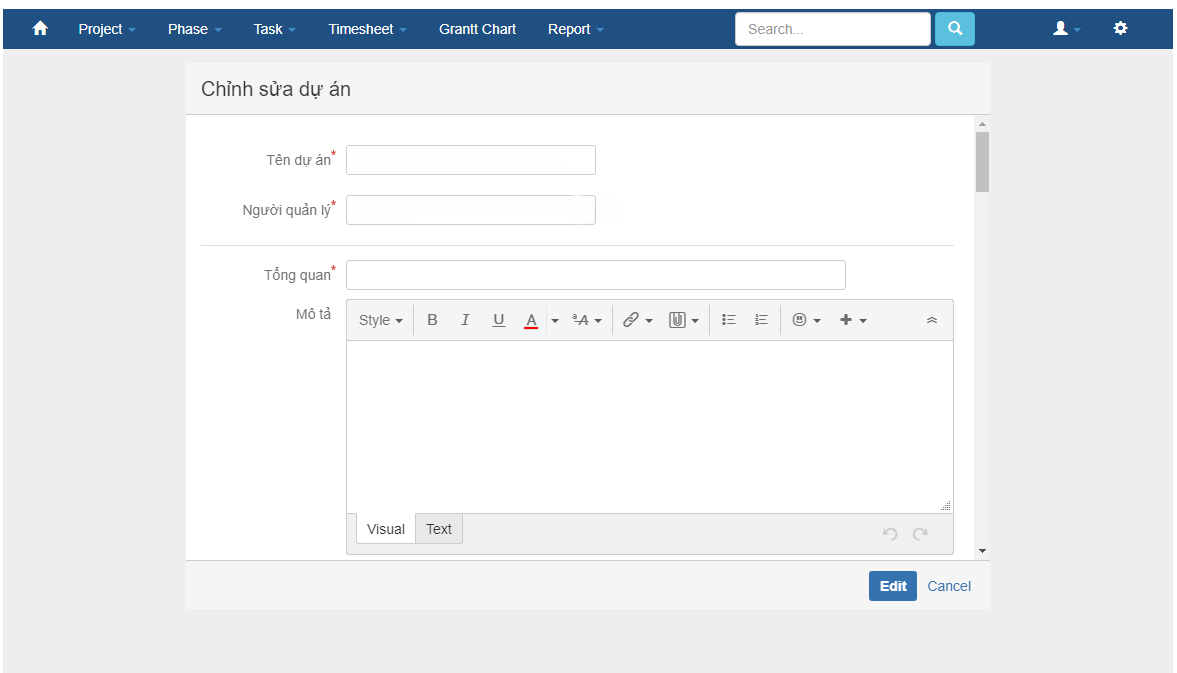 Project Phase Task Timesheet Grantt Chart Report Search...
Chỉnh sửa dự án
Tên dự án*
Người quản lý*
Tổng quan*
Mô tả Style B I U A ªA
Visual Text
Edit Cancel